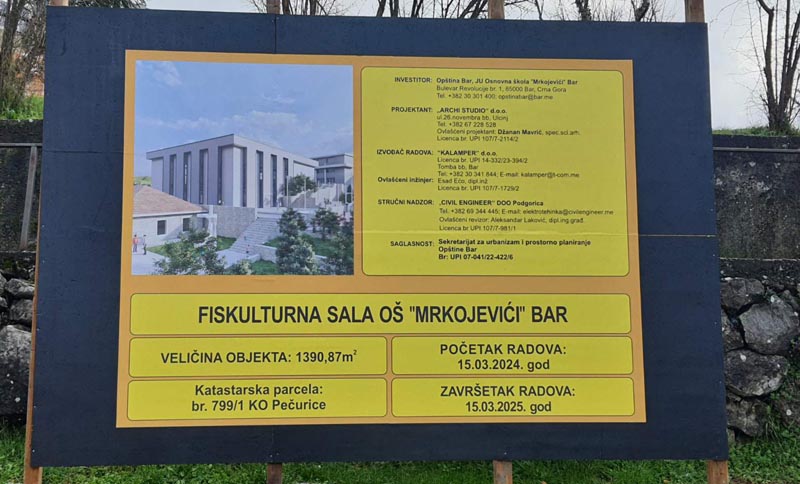 INVESTITOR: Opština Bar, JU Osnovna škola "Mrkojevići" Bar
Bulevar Revolucije br. 1, 85000 Bar, Crna Gora
Tel. +382 30 301 400; opstinabar@bar.me
PROJEKTANT: „ARCHI STUDIO" d.o.o.
ul.26.novembra bb, Ulcinj
Tel. +382 67 228 528
Ovlašćeni projektant: Džanan Mavrić, spec.sci.arh.
Licenca br. UPI 107/7-2114/2
IZVOĐAČ RADOVA: "KALAMPER" d.o.o.
Licenca br. UPI 14-332/23-394/2
Tomba bb, Bar
Tel: +382 30 341 844; E-mail: kalamper@t-com.me
Ovlašćeni inžinjer: Esad Ećo, dipl.inž
Licenca br. UPI 107/7-1729/2
STRUČNI NADZOR: „CIVIL ENGINEER" DOO Podgorica
Tel. +382 69 344 445; E-mail: elektrotehnika@civilengineer.me
Ovlašćeni revizor: Aleksandar Laković, dipl.ing.građ.
Licenca br. UPI 107/7-981/1
SAGLASNOST: Sekretarijat za urbanizam i prostorno planiranje
Opštine Bar
Br: UPI 07-041/22-422/6
FISKULTURNA SALA OŠ "MRKOJEVIĆI" BAR
VELIČINA OBJEKTA: 1390,87m²
POČETAK RADOVA:
15.03.2024. god
Katastarska parcela:
br. 799/1 KO Pečurice
ZAVRŠETAK RADOVA:
15.03.2025. god